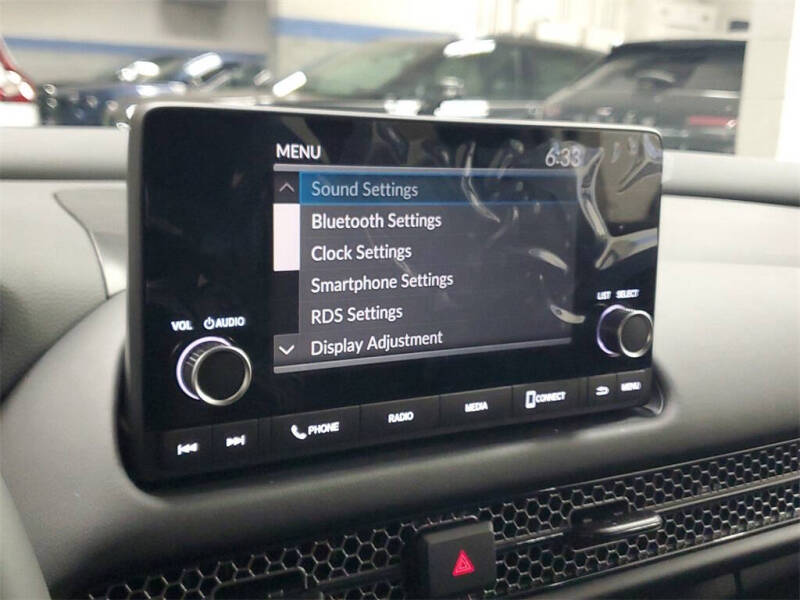 MENU 6:33
Sound Settings
Bluetooth Settings
Clock Settings
Smartphone Settings
RDS Settings
Display Adjustment
VOL AUDIO
LIST SELECT
PHONE RADIO MEDIA CONNECT MENU